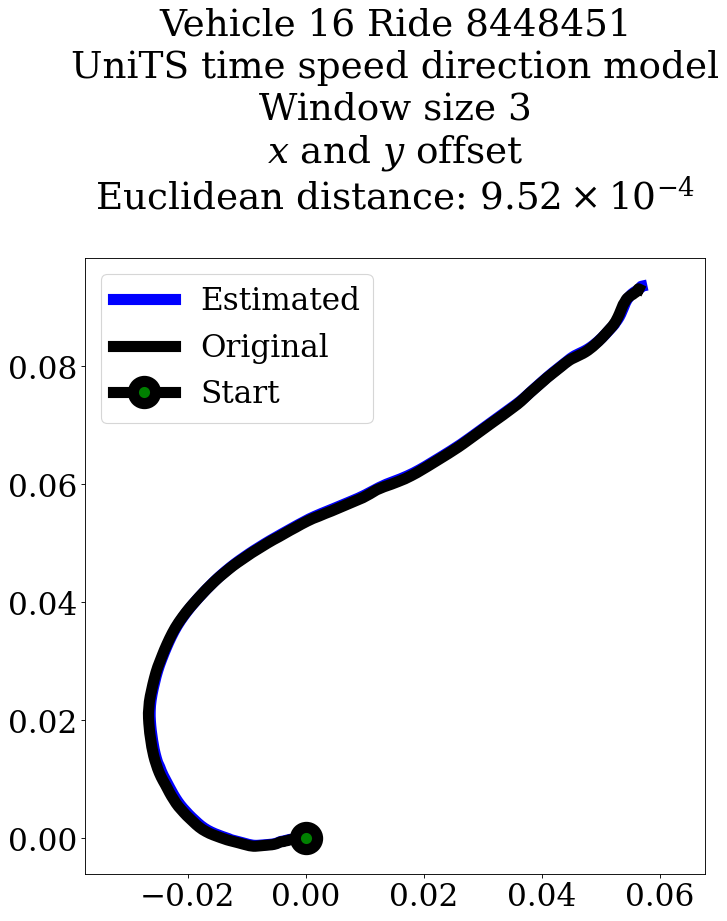 Vehicle 16 Ride 8448451
UniTS time speed direction model
Window size 3
x and y offset
Euclidean distance: 9.52 × 10⁻⁴
Estimated
Original
Start
0.08
0.06
0.04
0.02
0.00
−0.02 0.00 0.02 0.04 0.06